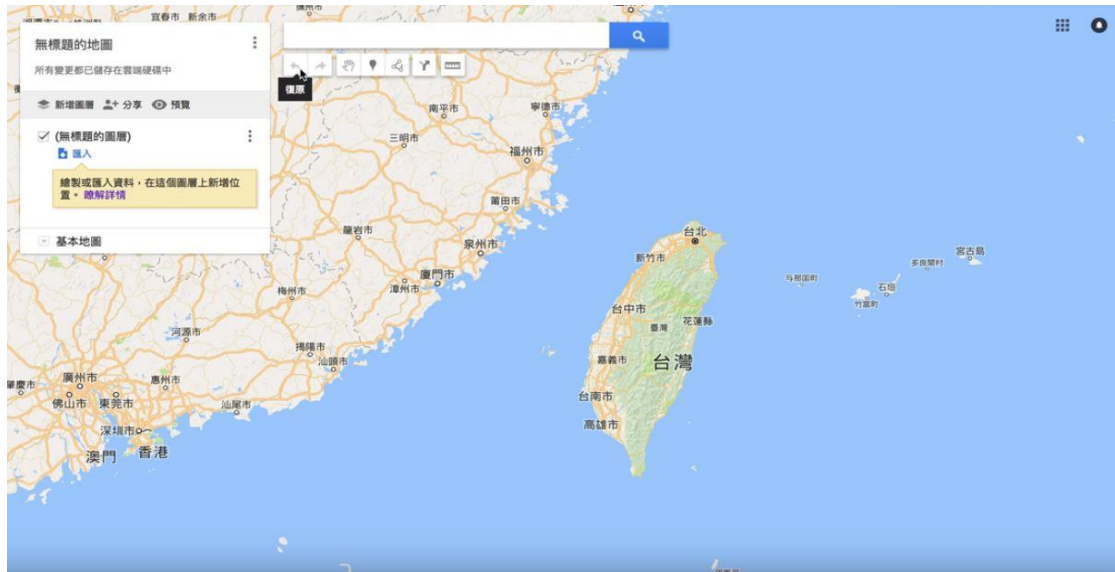 宜春市 新余市
無標題的地圖
所有變更都已儲存在雲端硬碟中
復原
新增圖層 分享 預覽
(無標題的圖層)
匯入
繪製或匯入資料，在這個圖層上新增位
置。 瞭解詳情
基本地圖
南平市
寧德市
三明市
福州市
莆田市
龍岩市
泉州市
廈門市
漳州市
梅州市
台北
新竹市
宮古島
多良間村
与那国町
石垣
竹富町
台中市
臺灣
花蓮縣
河源市
揭陽市
汕頭市
嘉義市
台灣
肇慶市
廣州市
惠州市
佛山市
東莞市
汕尾市
台南市
深圳市
高雄市
澳門
香港